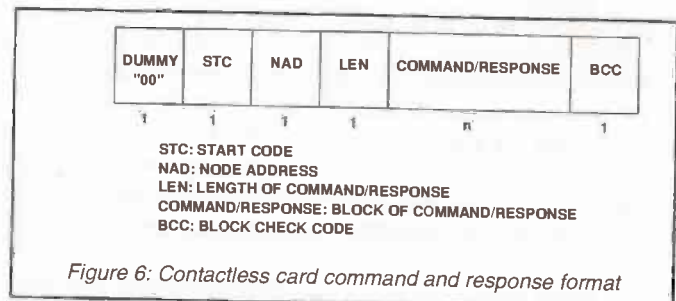 DUMMY "00" STC NAD LEN COMMAND/RESPONSE BCC
1 1 1 1 n 1
STC: START CODE
NAD: NODE ADDRESS
LEN: LENGTH OF COMMAND/RESPONSE
COMMAND/RESPONSE: BLOCK OF COMMAND/RESPONSE
BCC: BLOCK CHECK CODE
Figure 6: Contactless card command and response format